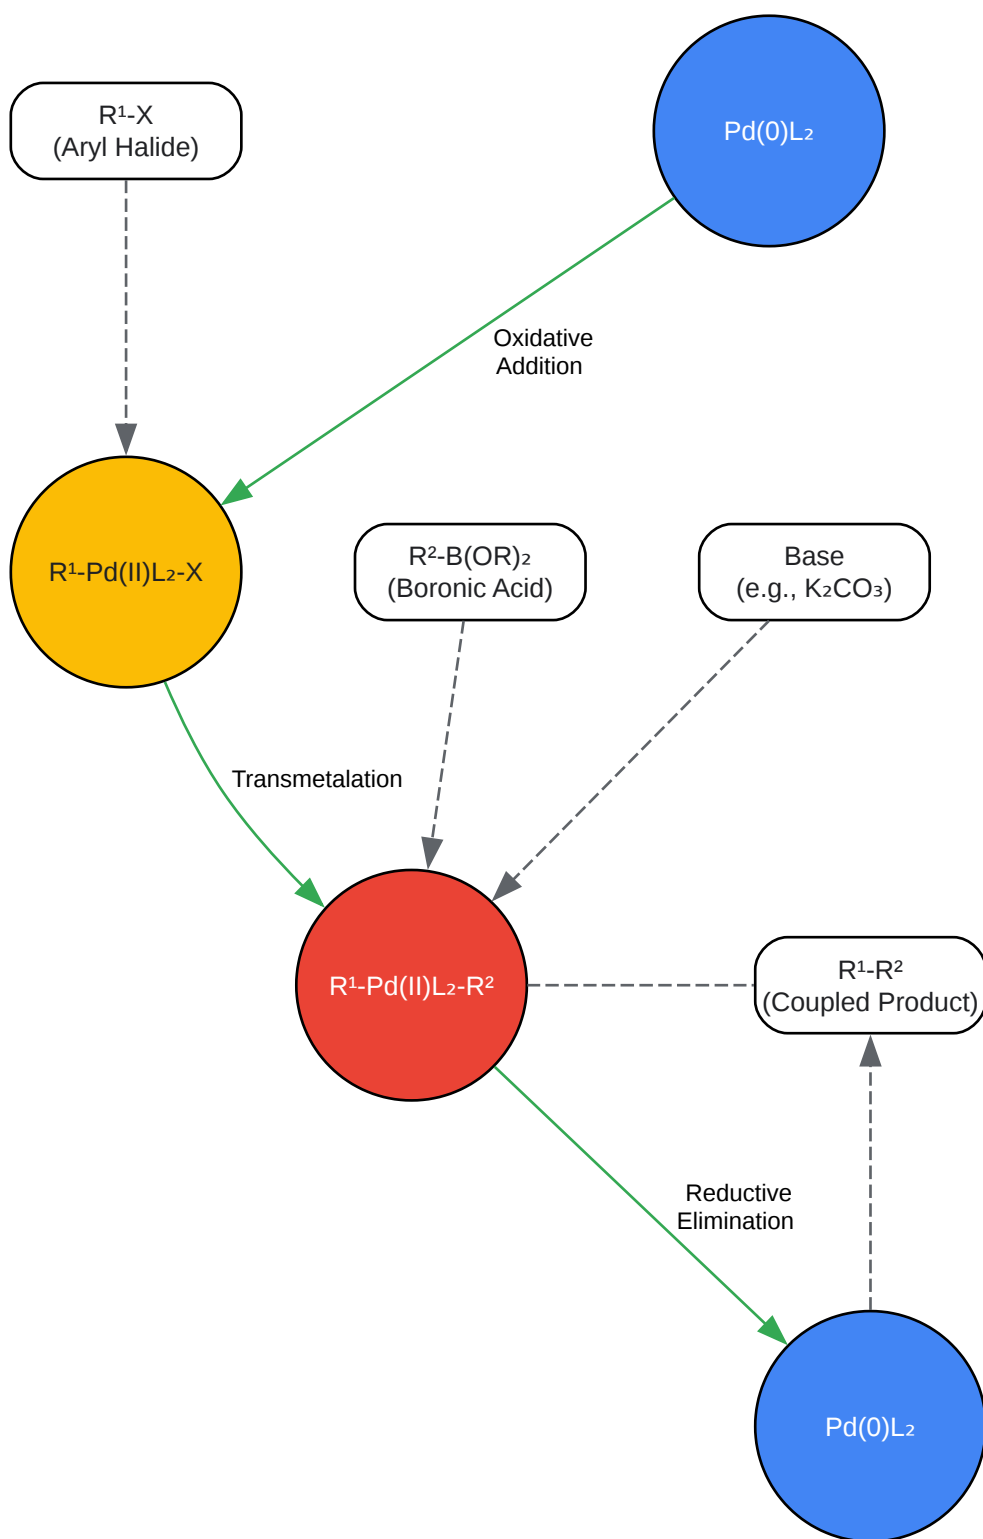 R¹-X
(Aryl Halide)
Pd(0)L₂
Oxidative
Addition
R¹-Pd(II)L₂-X
R²-B(OR)₂
(Boronic Acid)
Base
(e.g., K₂CO₃)
Transmetalation
R¹-Pd(II)L₂-R²
R¹-R²
(Coupled Product)
Reductive
Elimination
Pd(0)L₂